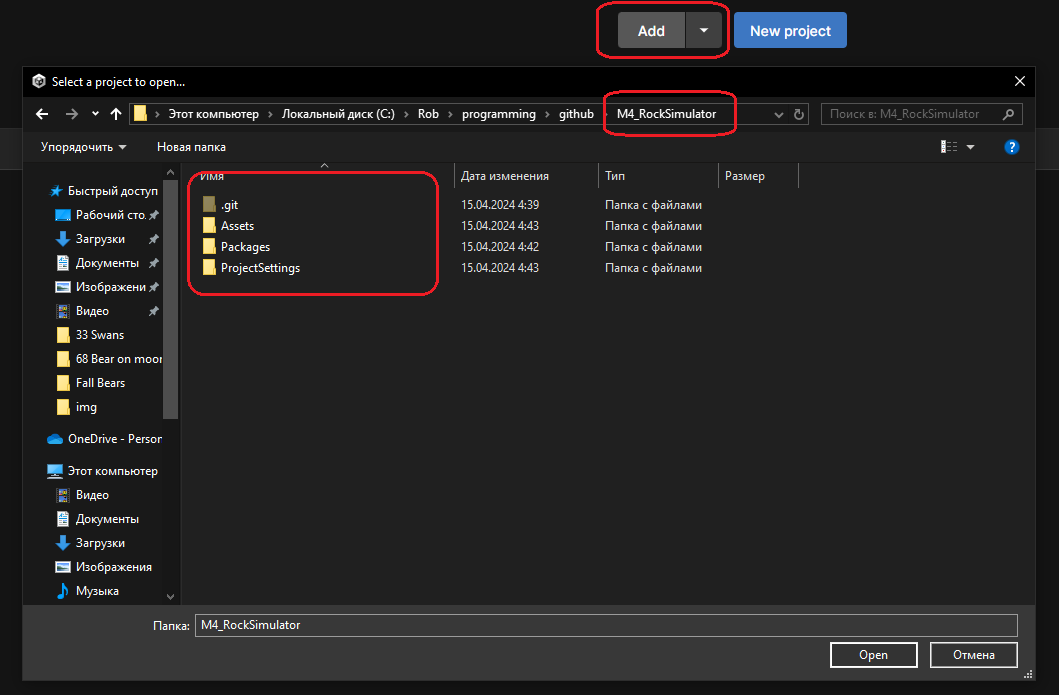 Add
New project
Select a project to open...
Этот компьютер
Локальный диск (C:)
Rob
programming
github
M4_RockSimulator
Поиск в: M4_RockSimulator
Упорядочить
Новая папка
Имя
Дата изменения
Тип
Размер
.git
15.04.2024 4:39
Папка с файлами
Assets
15.04.2024 4:43
Папка с файлами
Packages
15.04.2024 4:42
Папка с файлами
ProjectSettings
15.04.2024 4:43
Папка с файлами
Быстрый доступ
Рабочий сто
Загрузки
Документы
Изображени
Видео
33 Swans
68 Bear on moor
Fall Bears
img
OneDrive - Persor
Этот компьютер
Видео
Документы
Загрузки
Изображения
Музыка
Папка:
M4_RockSimulator
Open
Отмена